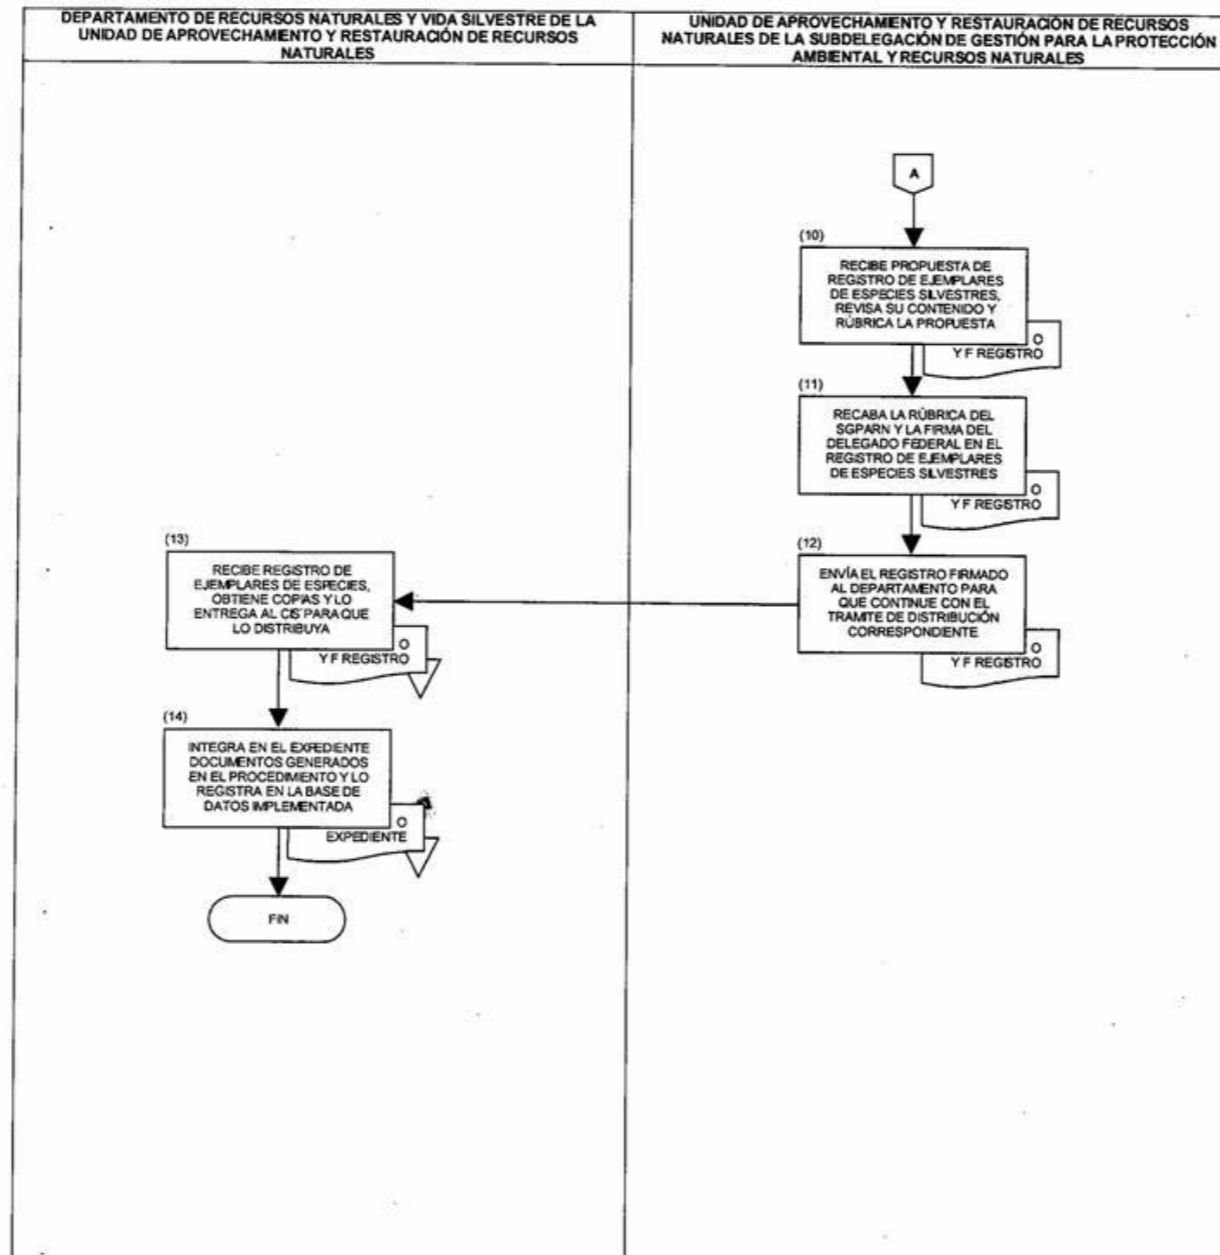 DEPARTAMENTO DE RECURSOS NATURALES Y VIDA SILVESTRE DE LA
UNIDAD DE APROVECHAMIENTO Y RESTAURACIÓN DE RECURSOS
NATURALES
UNIDAD DE APROVECHAMIENTO Y RESTAURACIÓN DE RECURSOS
NATURALES DE LA SUBDELEGACIÓN DE GESTIÓN PARA LA PROTECCIÓN
AMBIENTAL Y RECURSOS NATURALES
A
(10)
RECIBE PROPUESTA DE
REGISTRO DE EJEMPLARES
DE ESPECIES SILVESTRES,
REVISA SU CONTENIDO Y
RÚBRICA LA PROPUESTA
O
Y F REGISTRO
(11)
RECABA LA RÚBRICA DEL
SGPARN Y LA FIRMA DEL
DELEGADO FEDERAL EN EL
REGISTRO DE EJEMPLARES
DE ESPECIES SILVESTRES
O
Y F REGISTRO
(12)
ENVÍA EL REGISTRO FIRMADO
AL DEPARTAMENTO PARA
QUE CONTINUE CON EL
TRAMITE DE DISTRIBUCIÓN
CORRESPONDIENTE
O
Y F REGISTRO
(13)
RECIBE REGISTRO DE
EJEMPLARES DE ESPECIES,
OBTIENE COPIAS Y LO
ENTREGA AL CIS PARA QUE
LO DISTRIBUYA
O
Y F REGISTRO
(14)
INTEGRA EN EL EXPEDIENTE
DOCUMENTOS GENERADOS
EN EL PROCEDIMIENTO Y LO
REGISTRA EN LA BASE DE
DATOS IMPLEMENTADA
O
EXPEDIENTE
FIN